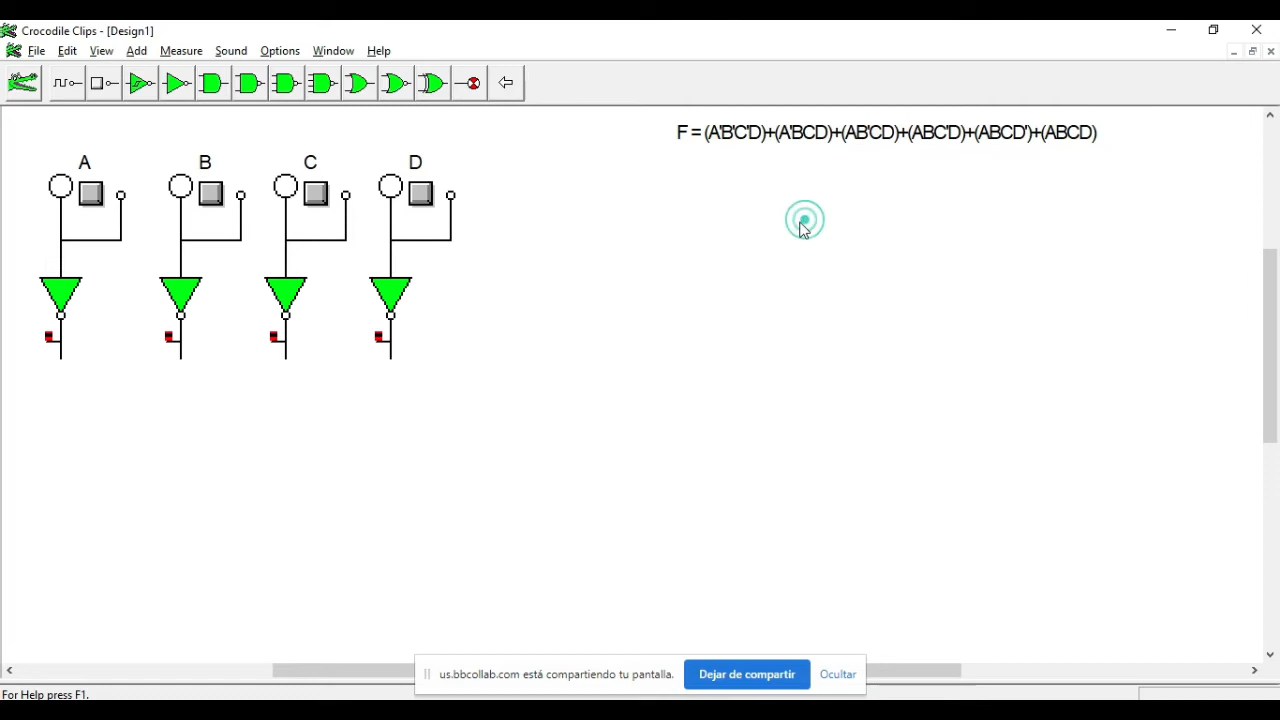 Crocodile Clips - [Design1]
File Edit View Add Measure Sound Options Window Help
F = (A'B'C'D)+(A'BCD)+(AB'CD)+(ABC'D)+(ABCD')+(ABCD)
A B C D
us.bbcollab.com está compartiendo tu pantalla. Dejar de compartir Ocultar
For Help press F1.